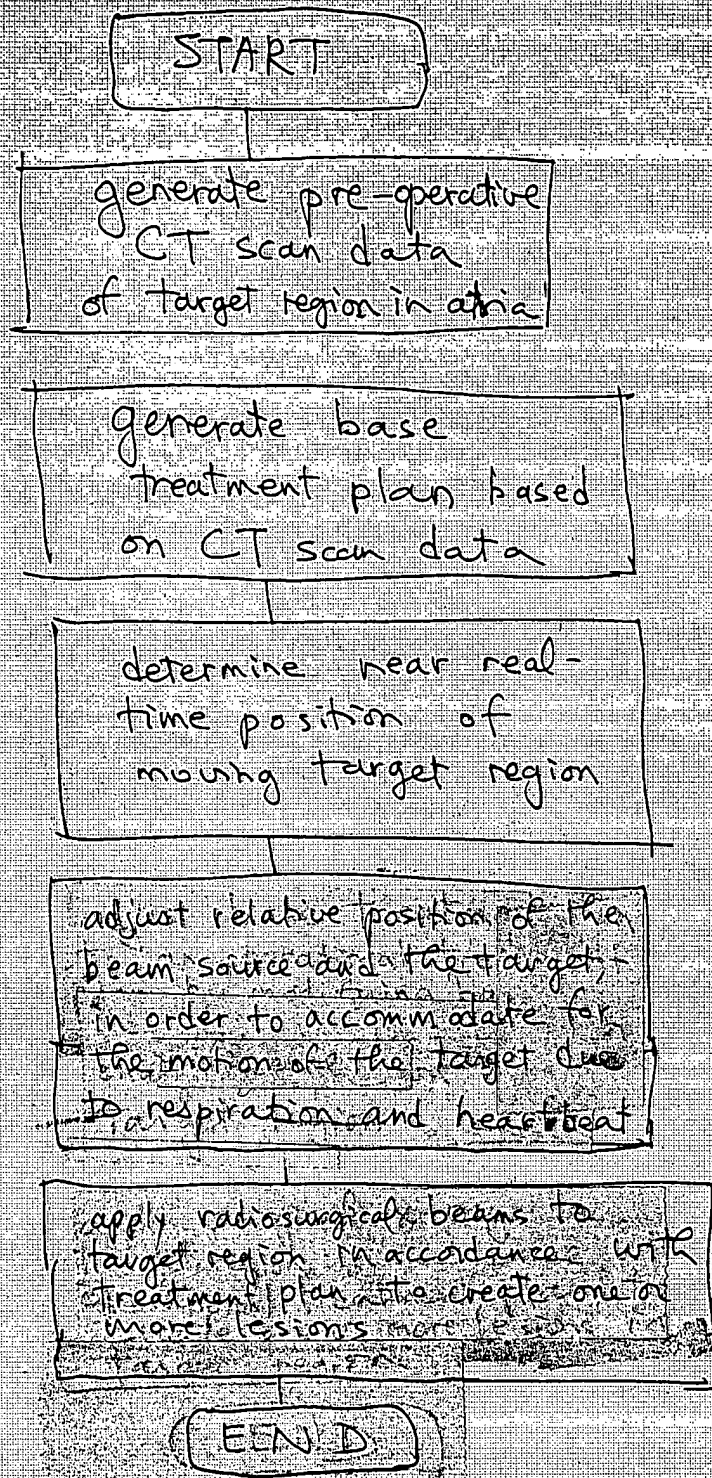 START
generate pre-operative
CT scan data
of target region in atria
generate base
treatment plan based
on CT scan data
determine near real-
time position of
moving target region
adjust relative position of the
beam source and the target,
in order to accommodate for
the motion of the target due
to respiration and heartbeat
apply radiosurgical beams to
target region in accordance with
treatment plan to create one or
more lesions
END